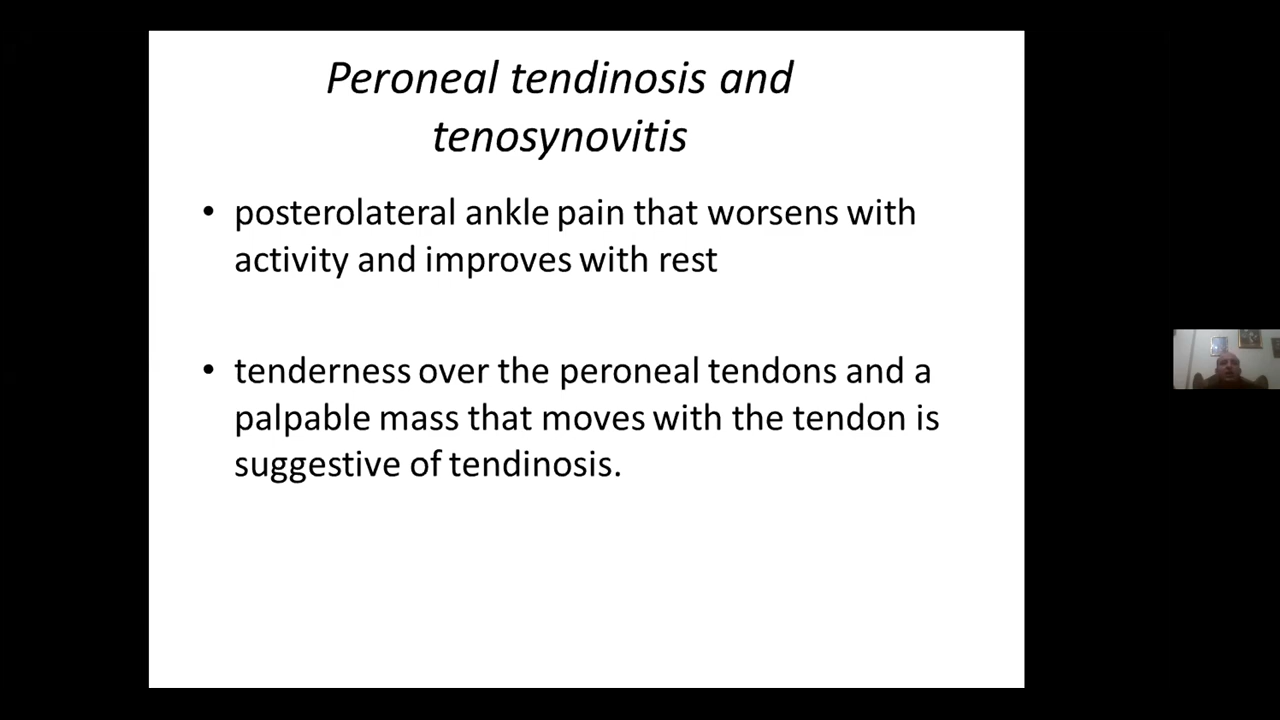 Peroneal tendinosis and
tenosynovitis
• posterolateral ankle pain that worsens with
activity and improves with rest
• tenderness over the peroneal tendons and a
palpable mass that moves with the tendon is
suggestive of tendinosis.